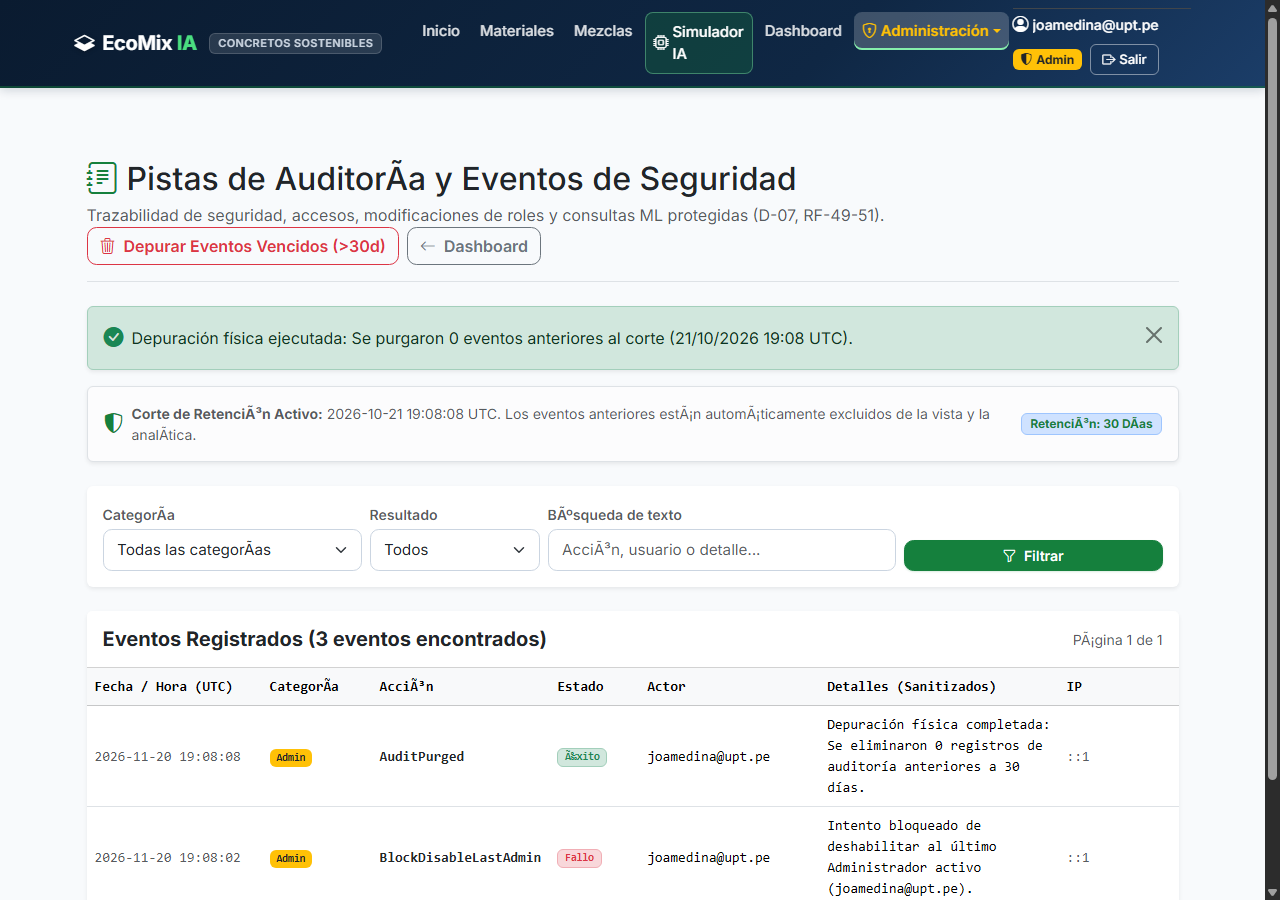 EcoMix IA
CONCRETOS SOSTENIBLES
Inicio
Materiales
Mezclas
Simulador
IA
Dashboard
Administración
joamedina@upt.pe
Admin
Salir
Pistas de AuditorÃa y Eventos de Seguridad
Trazabilidad de seguridad, accesos, modificaciones de roles y consultas ML protegidas (D-07, RF-49-51).
Depurar Eventos Vencidos (>30d)
Dashboard
Depuración física ejecutada: Se purgaron 0 eventos anteriores al corte (21/10/2026 19:08 UTC).
Corte de RetenciÃ³n Activo: 2026-10-21 19:08:08 UTC. Los eventos anteriores estÃ¡n automÃ¡ticamente excluidos de la vista y la
analÃtica.
RetenciÃ³n: 30 DÃas
CategorÃa
Resultado
BÃºsqueda de texto
Todas las categorÃas
Todos
AcciÃ³n, usuario o detalle...
Filtrar
Eventos Registrados (3 eventos encontrados)
PÃ¡gina 1 de 1
Fecha / Hora (UTC) CategorÃa AcciÃ³n Estado Actor Detalles (Sanitizados) IP
2026-11-20 19:08:08 Admin AuditPurged Ã‰xito joamedina@upt.pe Depuración física completada: ::1
Se eliminaron 0 registros de
auditoría anteriores a 30
días.
2026-11-20 19:08:02 Admin BlockDisableLastAdmin Fallo joamedina@upt.pe Intento bloqueado de ::1
deshabilitar al último
Administrador activo
(joamedina@upt.pe).